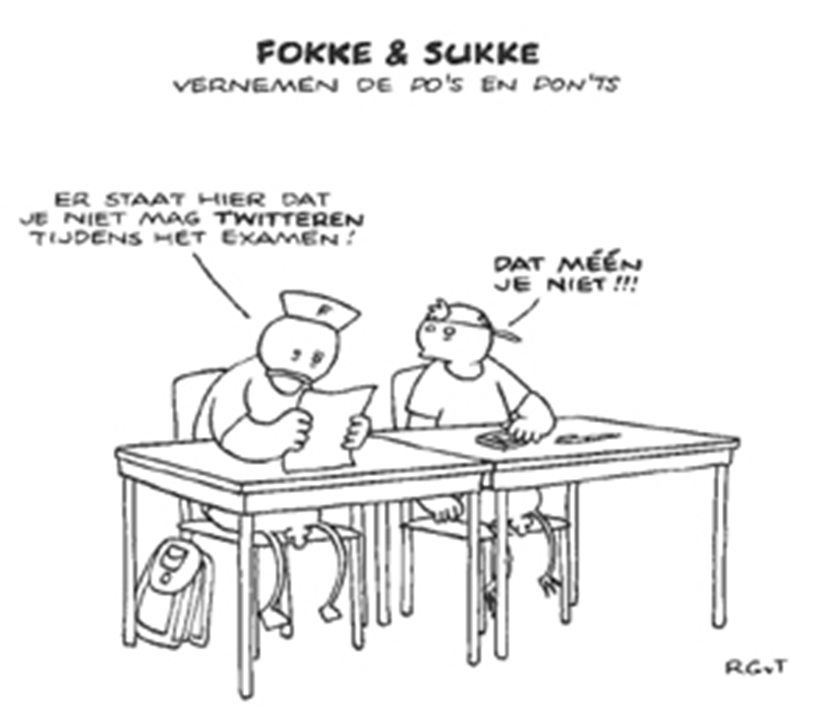 FOKKE & SUKKE
VERNEMEN DE DO'S EN DON'TS
ER STAAT HIER DAT
JE NIET MAG TWITTEREN
TIJDENS HET EXAMEN!
DAT MÉÉN
JE NIET!!!
F
RGvT